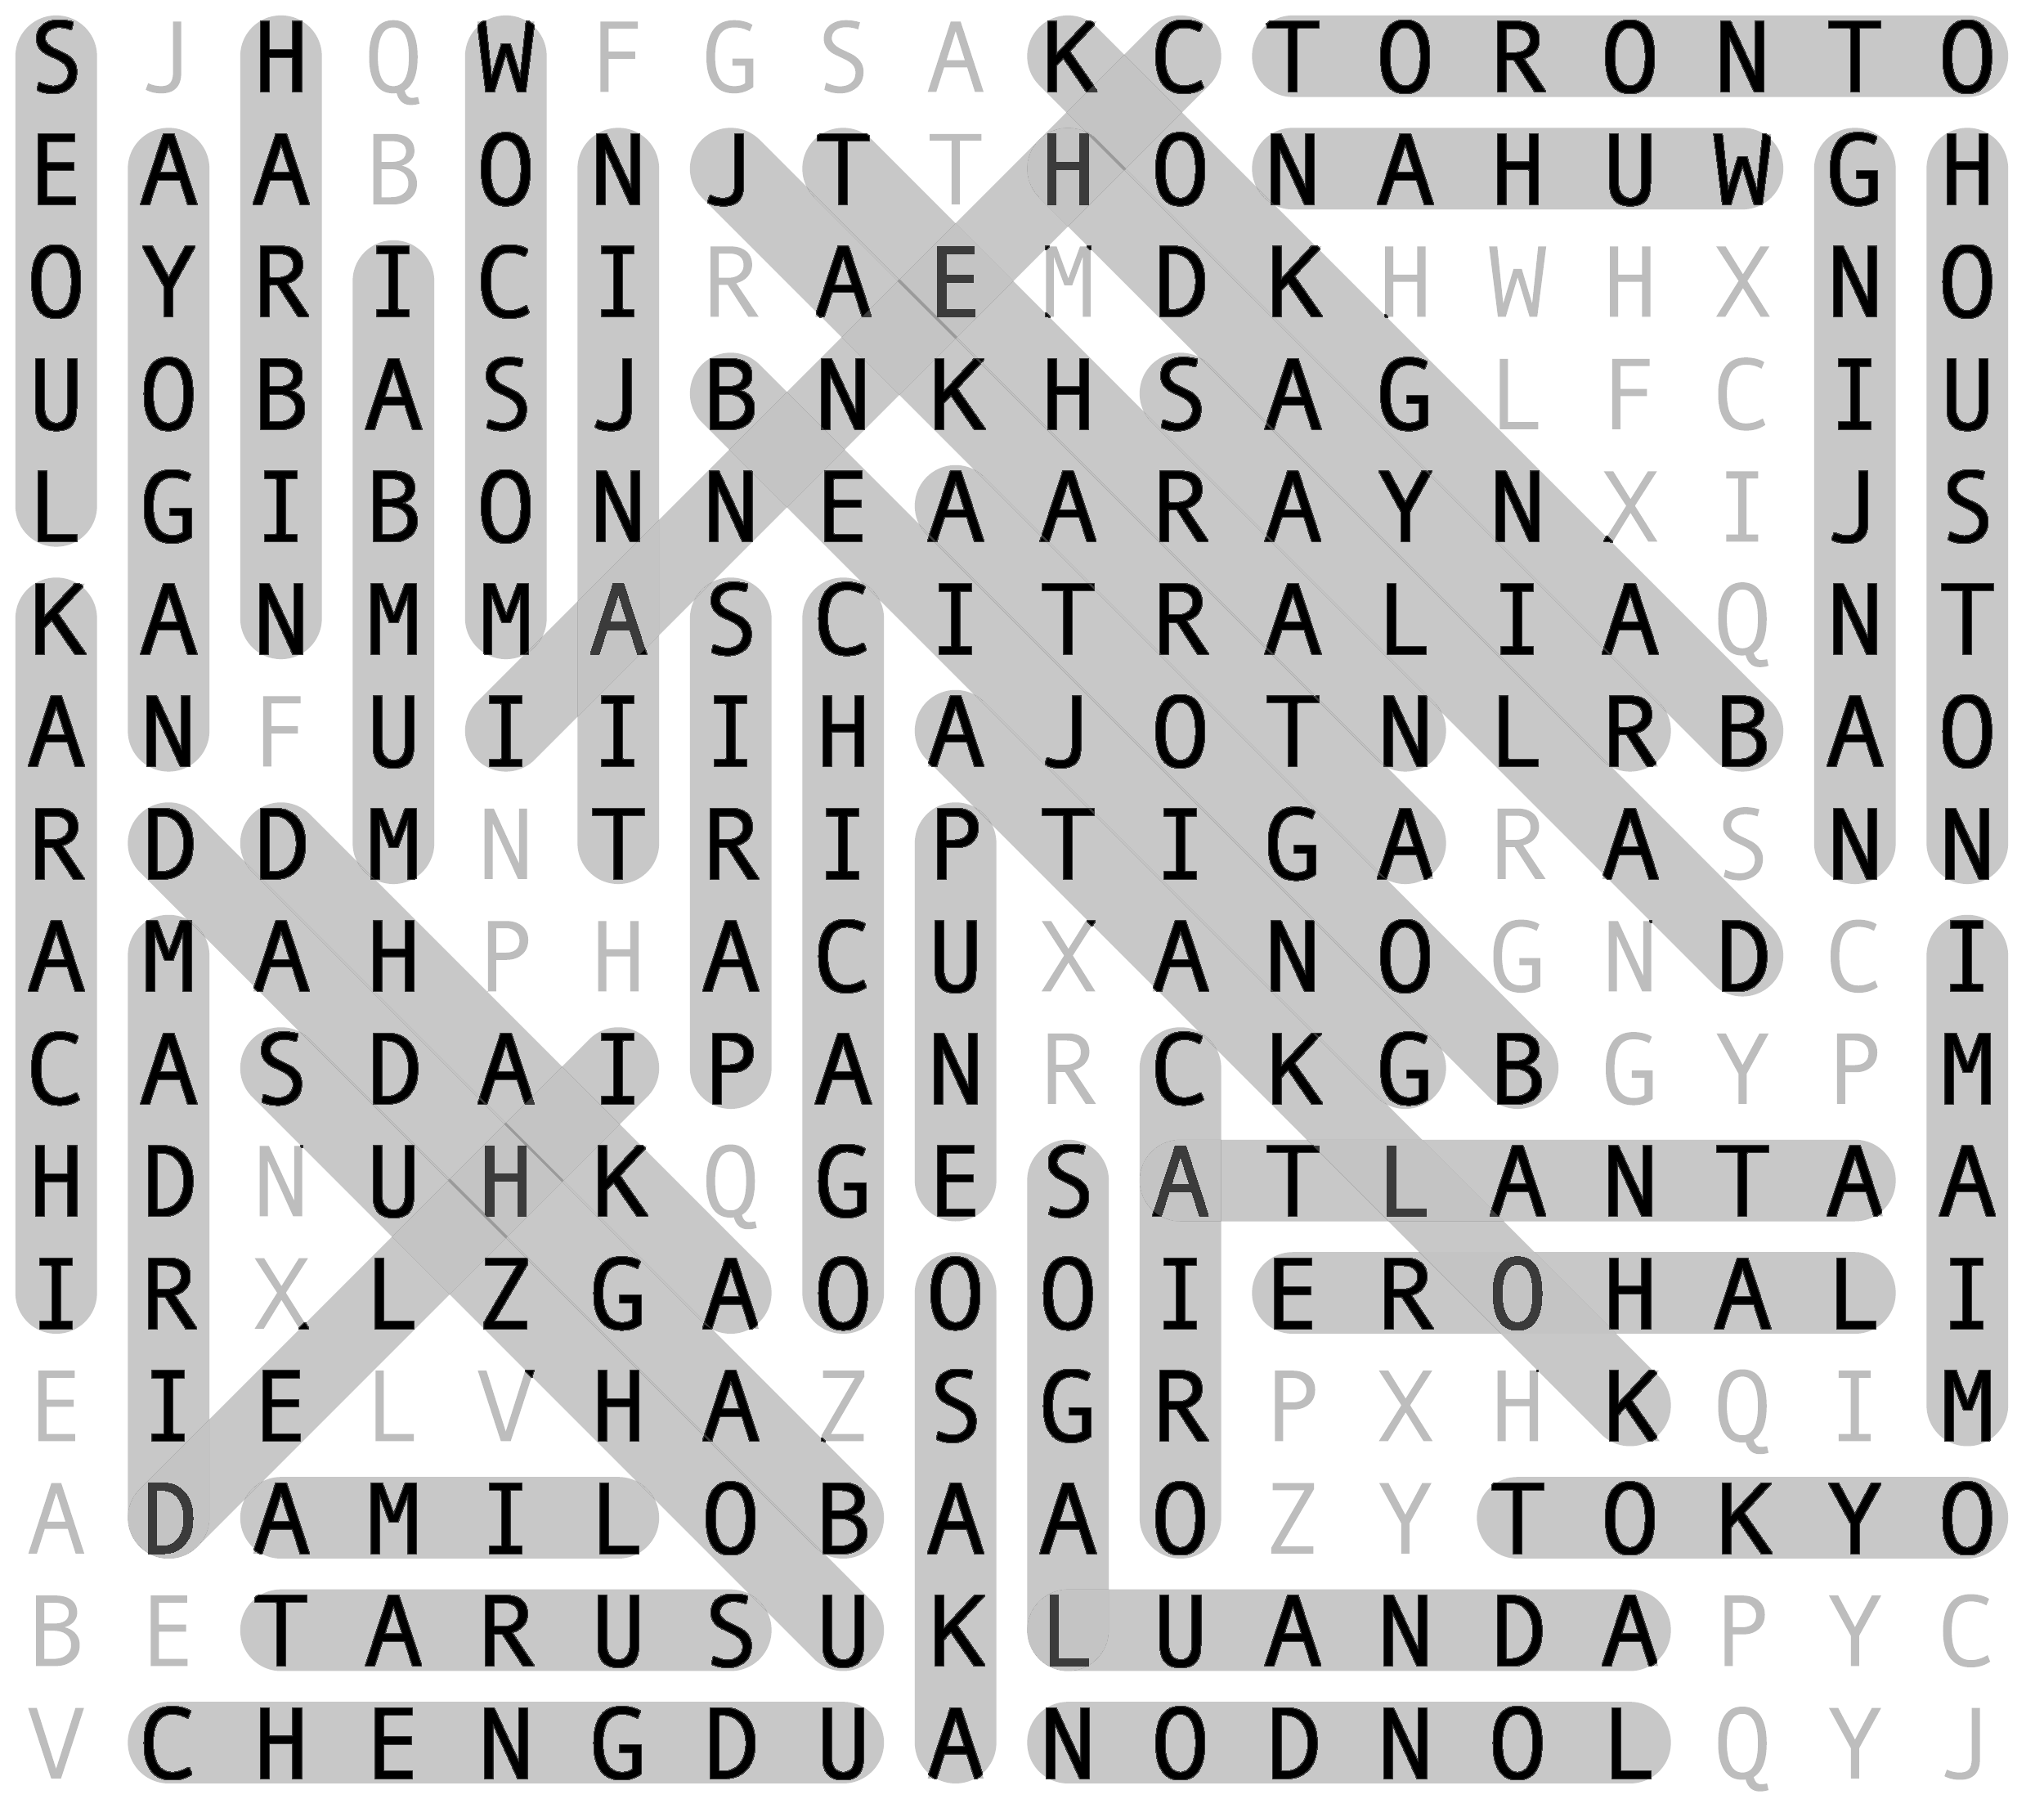 S J H Q W F G S A K C T O R O N T O
E A A B O N J T T H O N A H U W G H
O Y R I C I R A E M D K H W H X N O
U O B A S J B N K H S A G L F C I U
L G I B O N N E A A R A Y N X I J S
K A N M M A S C I T R A L I A Q N T
A N F U I I I H A J O T N L R B A O
R D D M N T R I P T I G A R A S N N
A M A H P H A C U X A N O G N D C I
C A S D A I P A N R C K G B G Y P M
H D N U H K Q G E S A T L A N T A A
I R X L Z G A O O O I E R O H A L I
E I E L V H A Z S G R P X H K Q I M
A D A M I L O B A A O Z Y T O K Y O
B E T A R U S U K L U A N D A P Y C
V C H E N G D U A N O D N O L Q Y J